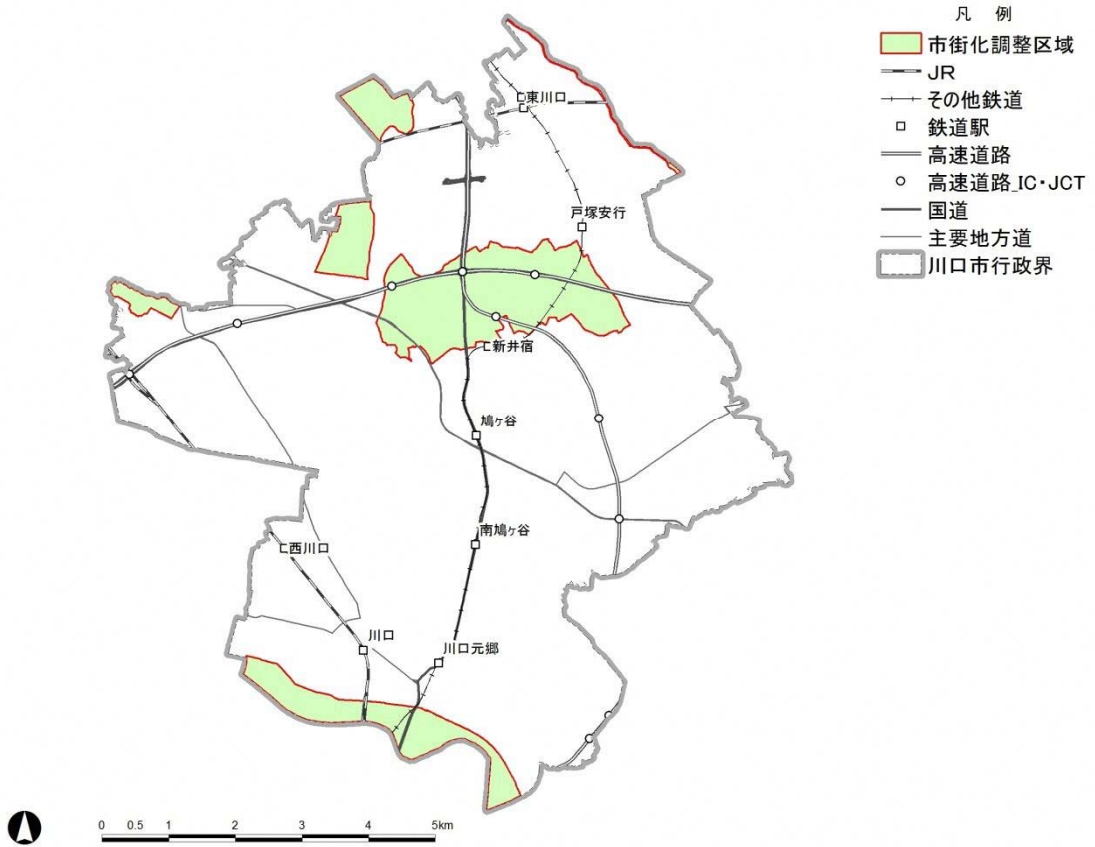 凡 例
市街化調整区域
JR
その他鉄道
鉄道駅
高速道路
高速道路_IC・JCT
国道
主要地方道
川口市行政界
東川口
戸塚安行
新井宿
鳩ヶ谷
南鳩ヶ谷
西川口
川口
川口元郷
0 0.5 1 2 3 4 5km